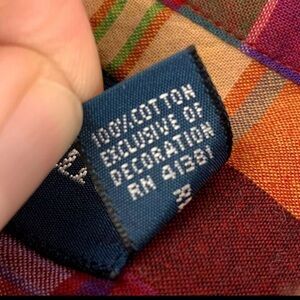 100% COTTON
EXCLUSIVE OF
DECORATION
RN 41381